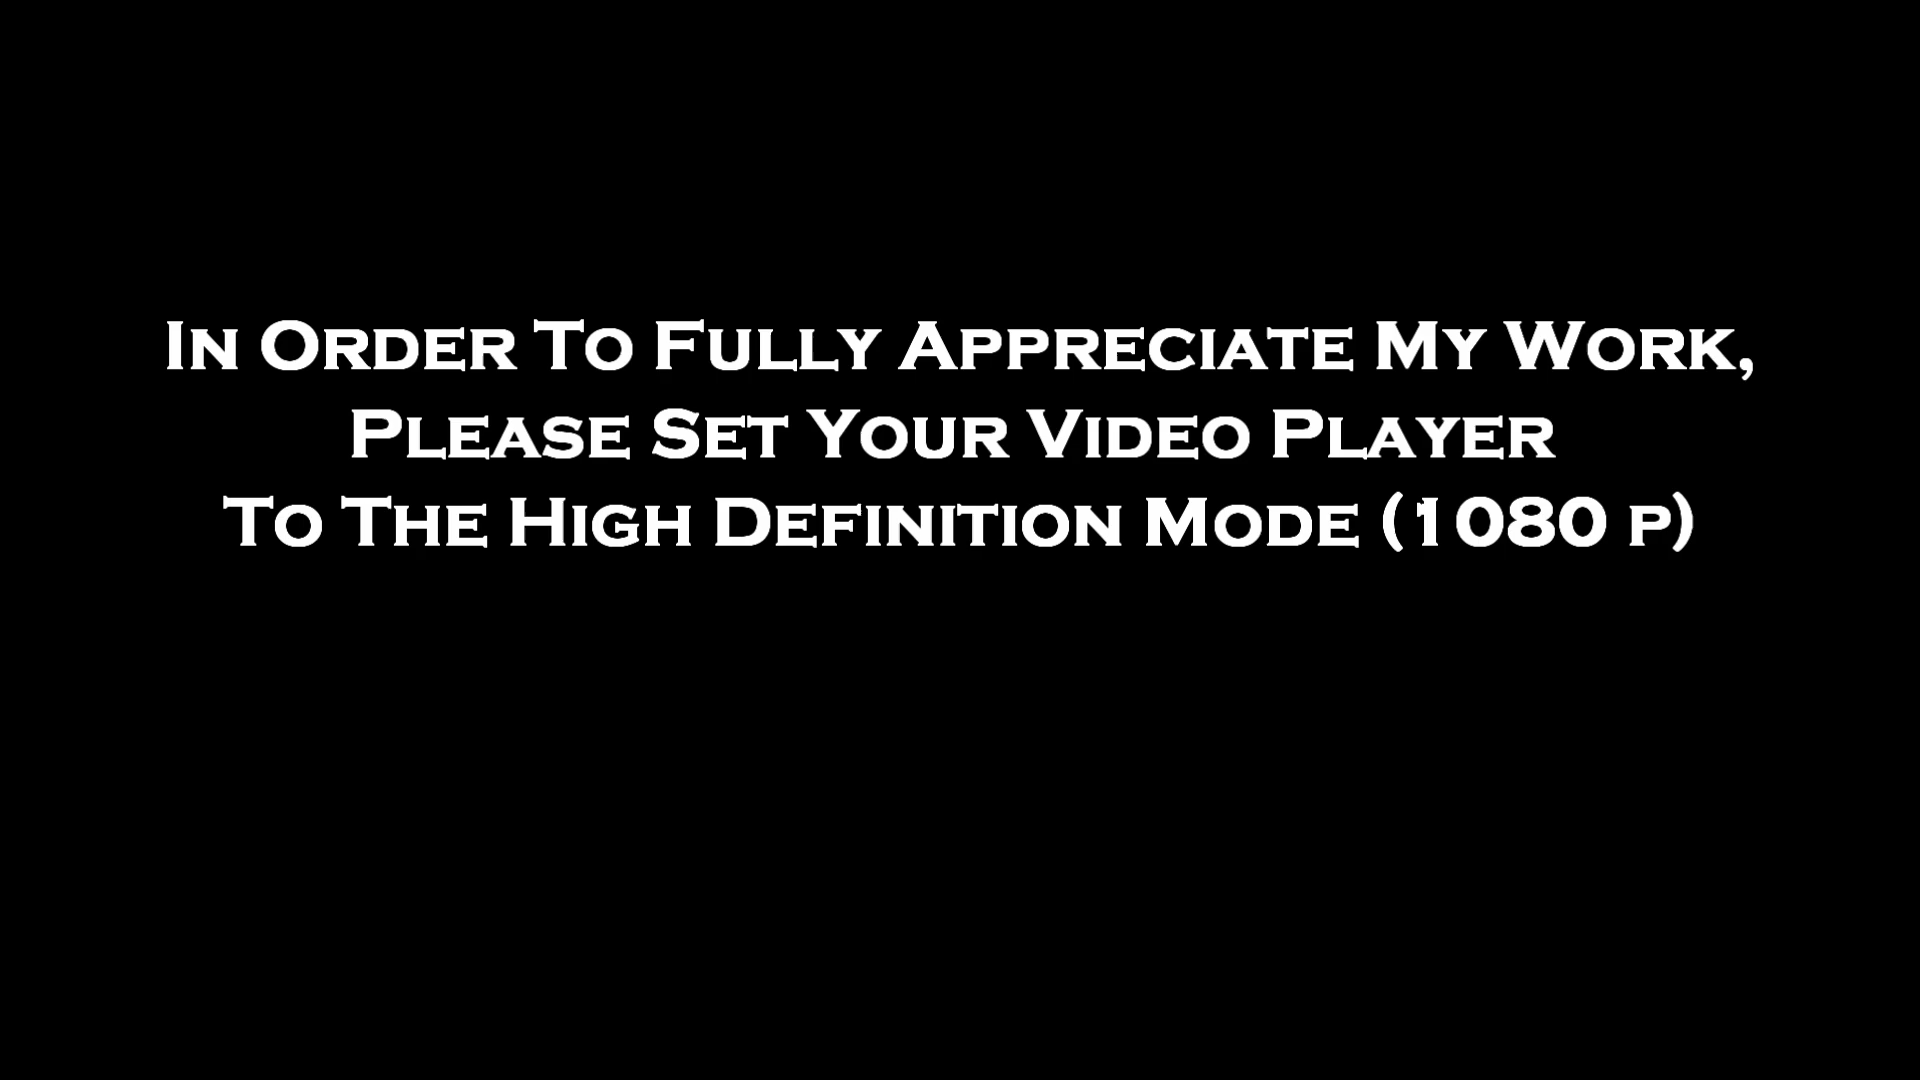 In Order To Fully Appreciate My Work,
Please Set Your Video Player
To The High Definition Mode (1080 p)